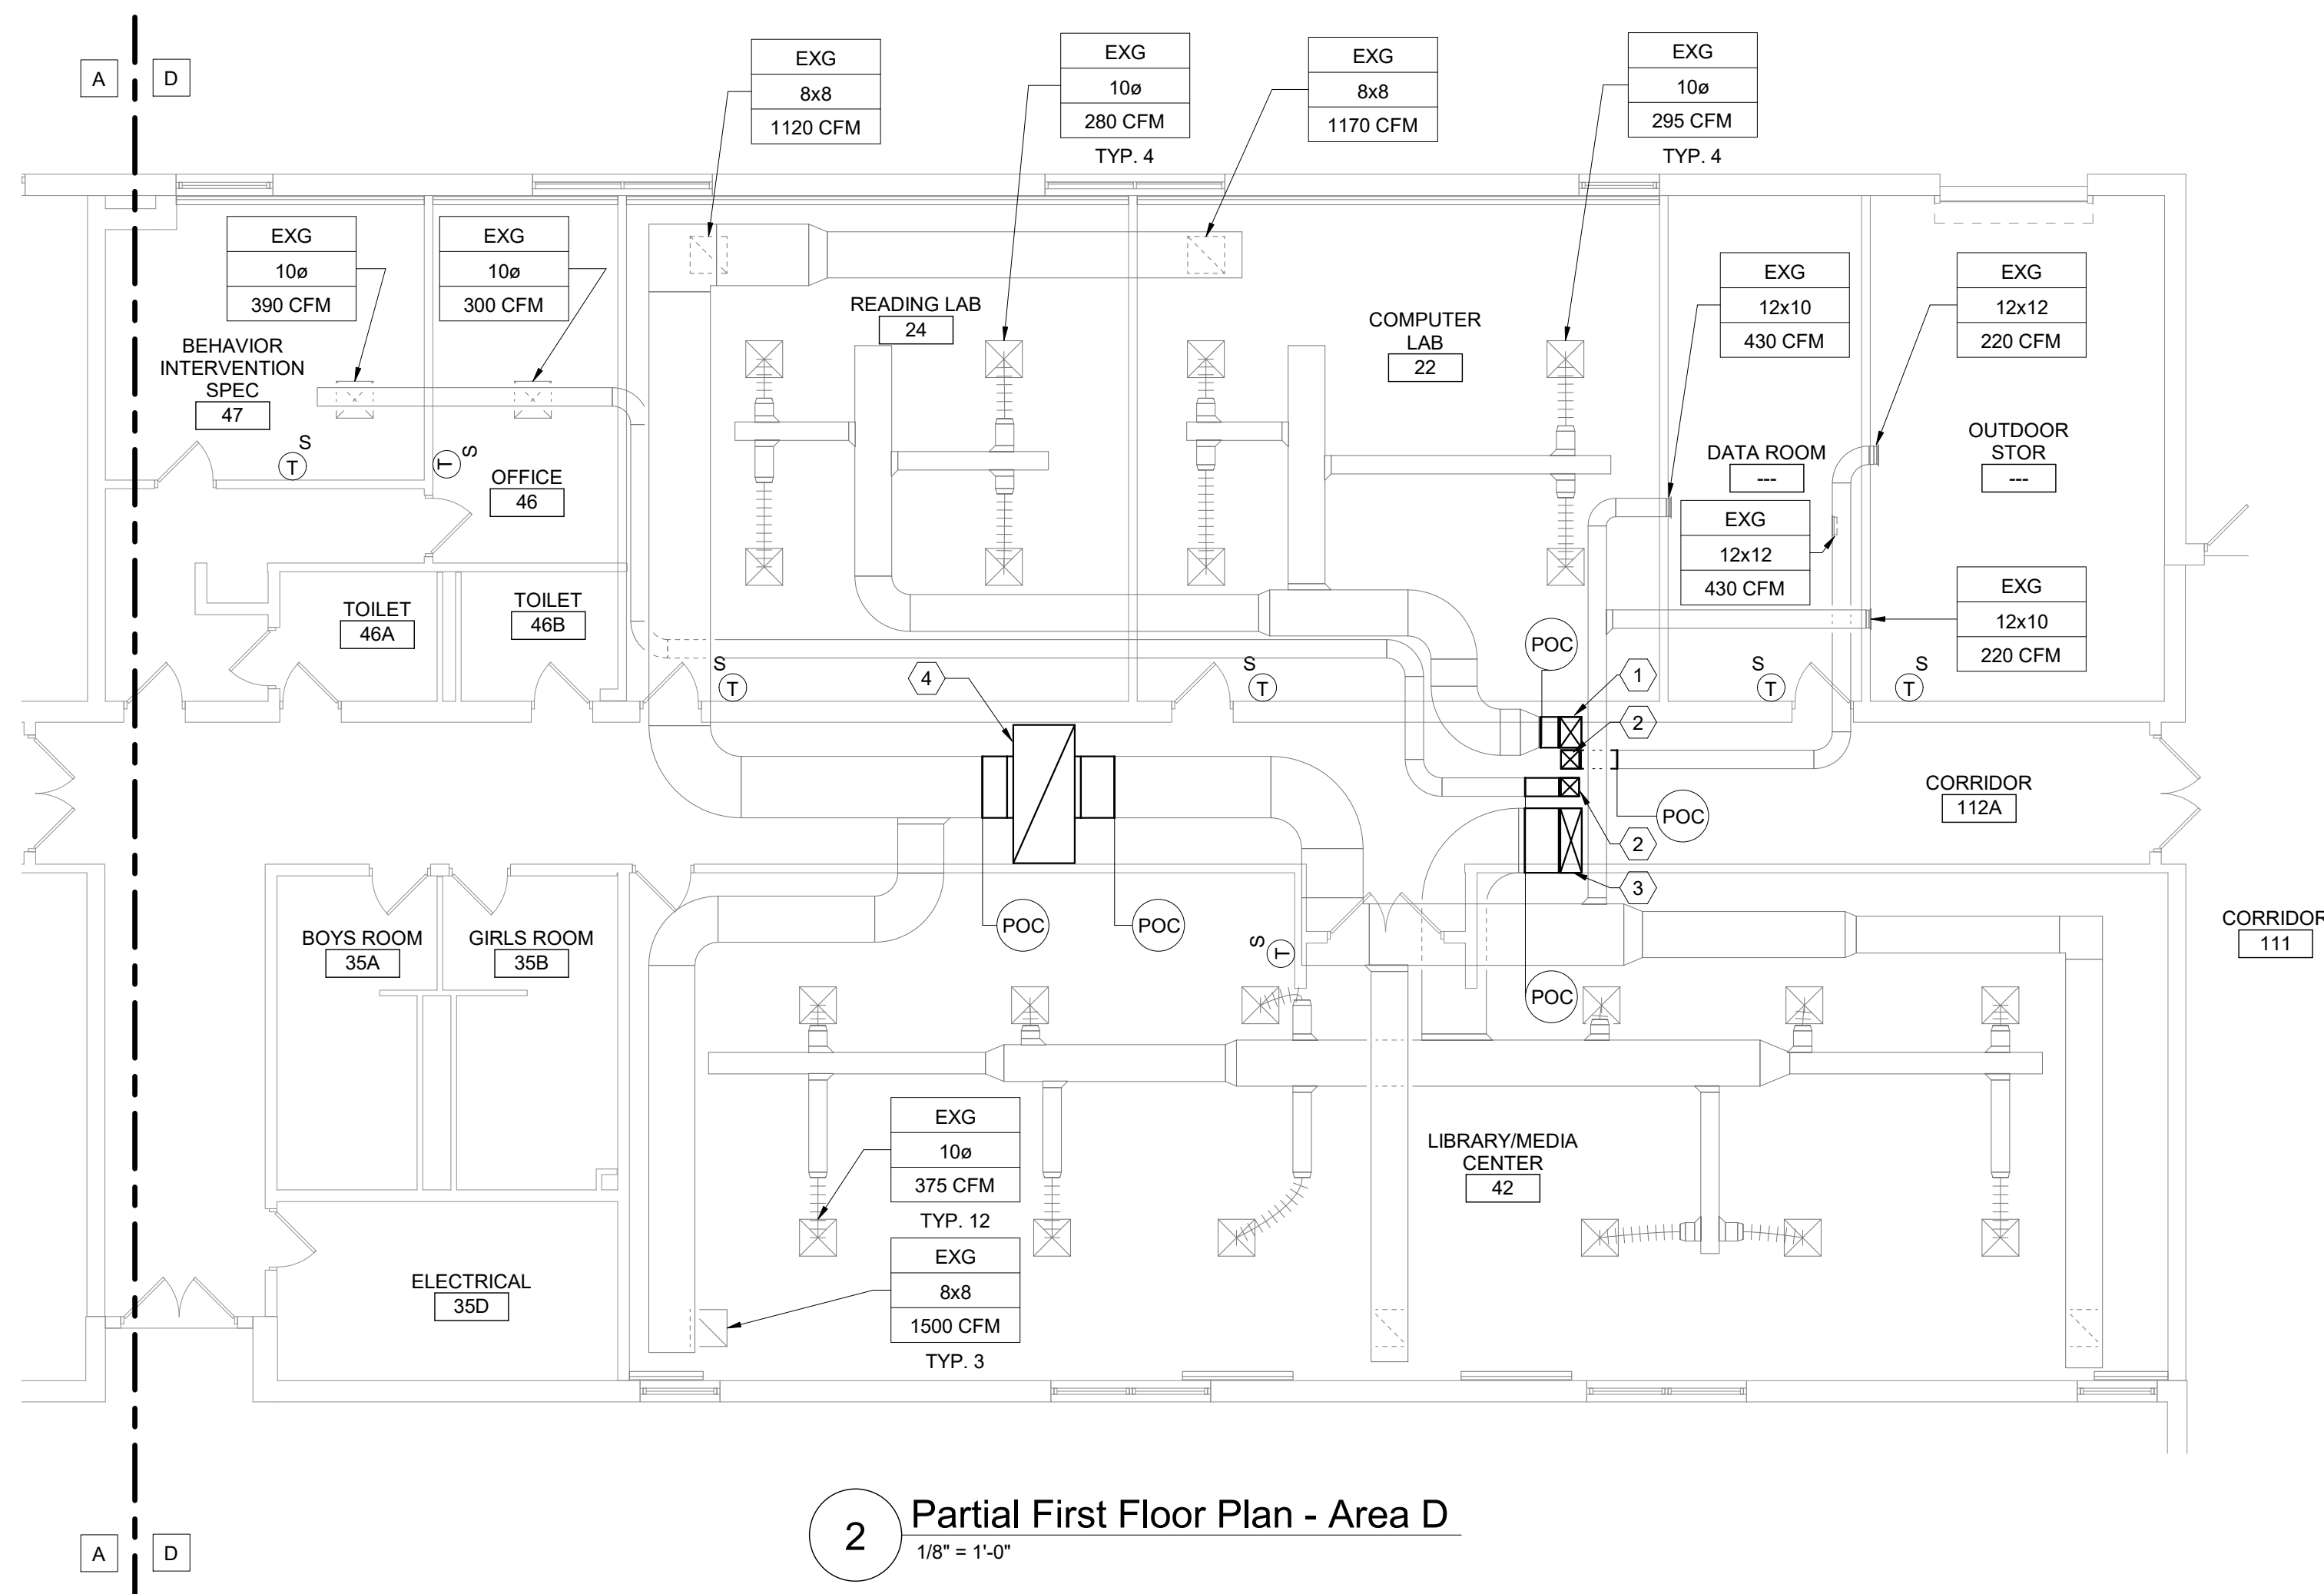 A
D
EXG
8x8
1120 CFM
EXG
10ø
280 CFM
TYP. 4
EXG
8x8
1170 CFM
EXG
10ø
295 CFM
TYP. 4
EXG
10ø
390 CFM
EXG
10ø
300 CFM
EXG
12x10
430 CFM
EXG
12x12
220 CFM
READING LAB
24
COMPUTER
LAB
22
BEHAVIOR
INTERVENTION
SPEC
47
S
T
T
S
OFFICE
46
DATA ROOM
---
OUTDOOR
STOR
---
EXG
12x12
430 CFM
EXG
12x10
220 CFM
TOILET
46A
TOILET
46B
S
T
4
S
T
POC
1
2
S
T
S
T
POC
2
3
CORRIDOR
112A
BOYS ROOM
35A
GIRLS ROOM
35B
POC
POC
S
T
POC
CORRIDOR
111
EXG
10ø
375 CFM
TYP. 12
LIBRARY/MEDIA
CENTER
42
EXG
8x8
1500 CFM
TYP. 3
ELECTRICAL
35D
A
D
2
Partial First Floor Plan - Area D
1/8" = 1'-0"